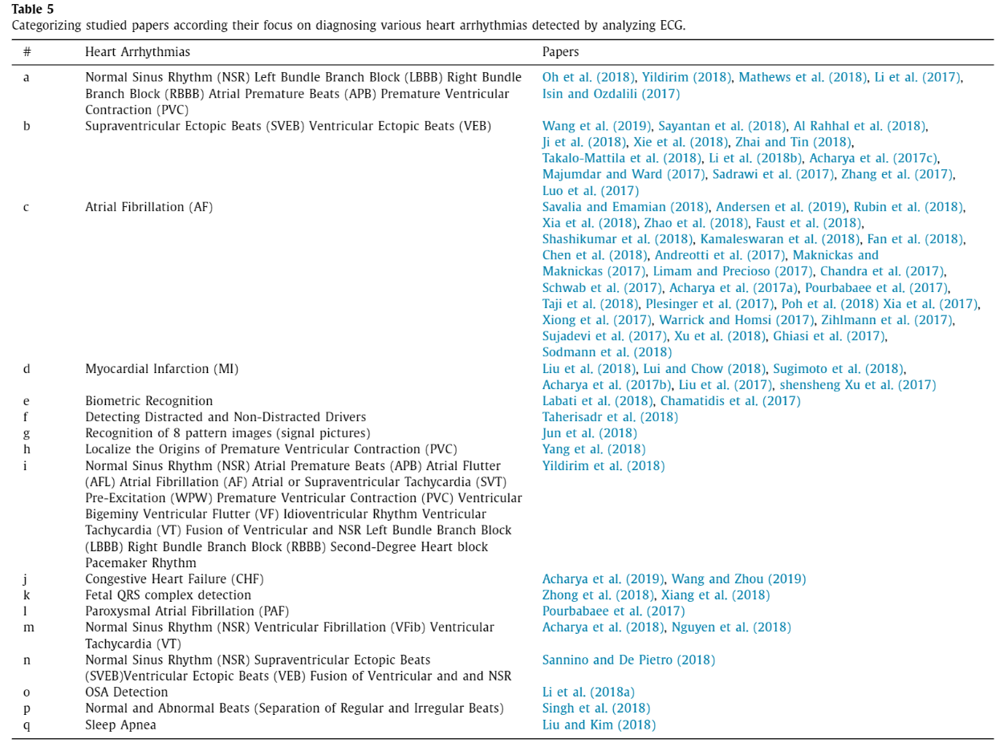 Table 5
Categorizing studied papers according their focus on diagnosing various heart arrhythmias detected by analyzing ECG.
# Heart Arrhythmias Papers
a Normal Sinus Rhythm (NSR) Left Bundle Branch Block (LBBB) Right Bundle Oh et al. (2018), Yildirim (2018), Mathews et al. (2018), Li et al. (2017),
Branch Block (RBBB) Atrial Premature Beats (APB) Premature Ventricular Isin and Ozdalili (2017)
Contraction (PVC)
b Supraventricular Ectopic Beats (SVEB) Ventricular Ectopic Beats (VEB) Wang et al. (2019), Sayantan et al. (2018), Al Rahhal et al. (2018),
Ji et al. (2018), Xie et al. (2018), Zhai and Tin (2018),
Takalo-Mattila et al. (2018), Li et al. (2018b), Acharya et al. (2017c),
Majumdar and Ward (2017), Sadrawi et al. (2017), Zhang et al. (2017),
Luo et al. (2017)
c Atrial Fibrillation (AF) Savalia and Emamian (2018), Andersen et al. (2019), Rubin et al. (2018),
Xia et al. (2018), Zhao et al. (2018), Faust et al. (2018),
Shashikumar et al. (2018), Kamaleswaran et al. (2018), Fan et al. (2018),
Chen et al. (2018), Andreotti et al. (2017), Maknickas and
Maknickas (2017), Limam and Precioso (2017), Chandra et al. (2017),
Schwab et al. (2017), Acharya et al. (2017a), Pourbabaee et al. (2017),
Taji et al. (2018), Plesinger et al. (2017), Poh et al. (2018) Xia et al. (2017),
Xiong et al. (2017), Warrick and Homsi (2017), Zihlmann et al. (2017),
Sujadevi et al. (2017), Xu et al. (2018), Ghiasi et al. (2017),
Sodmann et al. (2018)
d Myocardial Infarction (MI) Liu et al. (2018), Lui and Chow (2018), Sugimoto et al. (2018),
Acharya et al. (2017b), Liu et al. (2017), shensheng Xu et al. (2017)
e Biometric Recognition Labati et al. (2018), Chamatidis et al. (2017)
f Detecting Distracted and Non-Distracted Drivers Taherisadr et al. (2018)
g Recognition of 8 pattern images (signal pictures) Jun et al. (2018)
h Localize the Origins of Premature Ventricular Contraction (PVC) Yang et al. (2018)
i Normal Sinus Rhythm (NSR) Atrial Premature Beats (APB) Atrial Flutter Yildirim et al. (2018)
(AFL) Atrial Fibrillation (AF) Atrial or Supraventricular Tachycardia (SVT)
Pre-Excitation (WPW) Premature Ventricular Contraction (PVC) Ventricular
Bigeminy Ventricular Flutter (VF) Idioventricular Rhythm Ventricular
Tachycardia (VT) Fusion of Ventricular and NSR Left Bundle Branch Block
(LBBB) Right Bundle Branch Block (RBBB) Second-Degree Heart block
Pacemaker Rhythm
j Congestive Heart Failure (CHF) Acharya et al. (2019), Wang and Zhou (2019)
k Fetal QRS complex detection Zhong et al. (2018), Xiang et al. (2018)
l Paroxysmal Atrial Fibrillation (PAF) Pourbabaee et al. (2017)
m Normal Sinus Rhythm (NSR) Ventricular Fibrillation (VFib) Ventricular Acharya et al. (2018), Nguyen et al. (2018)
Tachycardia (VT)
n Normal Sinus Rhythm (NSR) Supraventricular Ectopic Beats Sannino and De Pietro (2018)
(SVEB)Ventricular Ectopic Beats (VEB) Fusion of Ventricular and and NSR
o OSA Detection Li et al. (2018a)
p Normal and Abnormal Beats (Separation of Regular and Irregular Beats) Singh et al. (2018)
q Sleep Apnea Liu and Kim (2018)